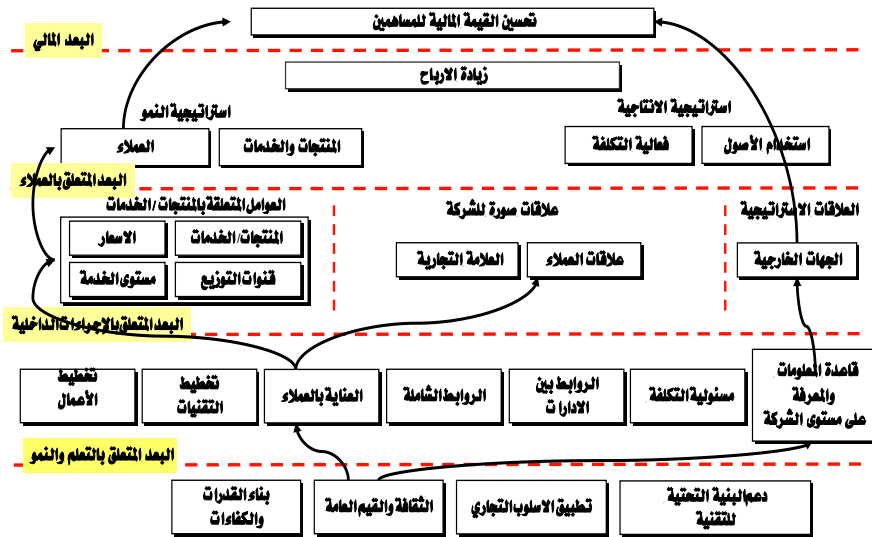 تحسين القيمة المالية للمساهمين
البعد المالي
زيادة الارباح
استراتيجية الانتاجية
استراتيجية النمو
استخدام الأصول
فعالية التكلفة
المنتجات والخدمات
العملاء
البعد المتعلق بالعملاء
العلاقات الاستراتيجية
علاقات صورة للشركة
العوامل المتعلقة بالمنتجات / الخدمات
المنتجات/ الخدمات
الاسعار
الجهات الخارجية
علاقات العملاء
العلامة التجارية
قنوات التوزيع
مستوى الخدمة
البعد المتعلق بالإجراءات الداخلية
قاعدة المعلومات
والمعرفة
على مستوى الشركة
مسئولية التكلفة
الروابط بين
الادارات
الروابط الشاملة
العناية بالعملاء
تخطيط
التقنيات
تخطيط
الأعمال
البعد المتعلق بالتعلم والنمو
دعم البنية التحتية
للتقنية
تطبيق الاسلوب التجاري
الثقافة والقيم العامة
بناء القدرات
والكفاءات